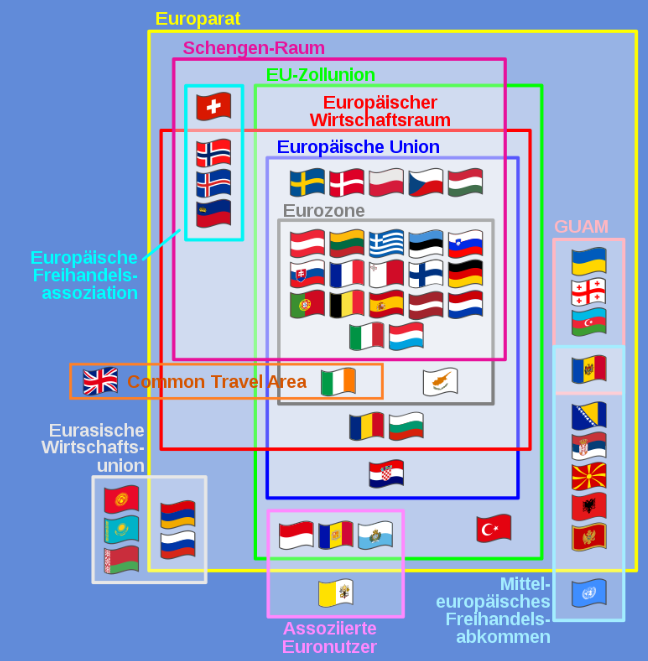 Europarat
Schengen-Raum
EU-Zollunion
Europäischer
Wirtschaftsraum
Europäische Union
Eurozone
GUAM
Europäische
Freihandels-
assoziation
Common Travel Area
Eurasische
Wirtschafts-
union
Mittel-
europäisches
Freihandels-
abkommen
Assoziierte
Euronutzer